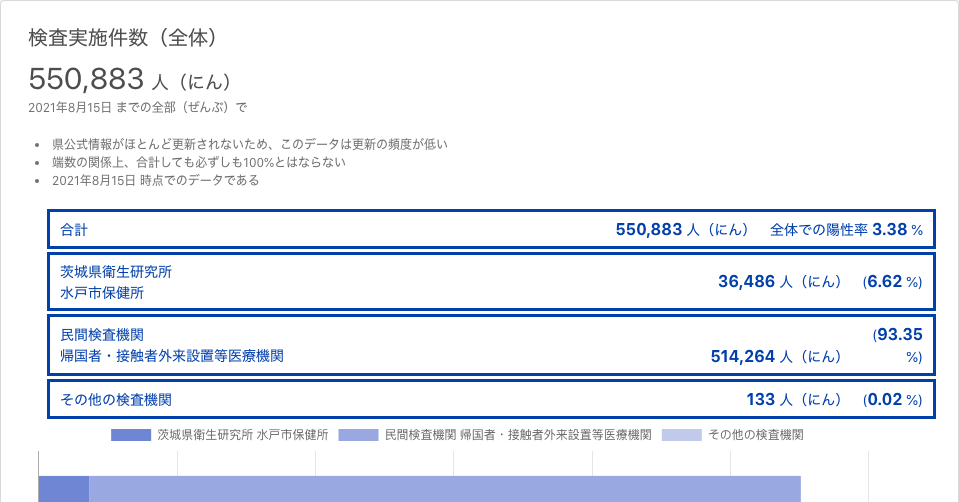 検査実施件数（全体）
550,883 人（にん）
2021年8月15日 までの全部（ぜんぶ）で
県公式情報がほとんど更新されないため、このデータは更新の頻度が低い
端数の関係上、合計しても必ずしも100%とはならない
2021年8月15日 時点でのデータである
合計 550,883 人（にん） 全体での陽性率 3.38 %
茨城県衛生研究所
水戸市保健所
36,486 人（にん） (6.62 %)
民間検査機関 (93.35
帰国者・接触者外来設置等医療機関 514,264 人（にん） %)
その他の検査機関 133 人（にん） (0.02 %)
茨城県衛生研究所 水戸市保健所 民間検査機関 帰国者・接触者外来設置等医療機関 その他の検査機関